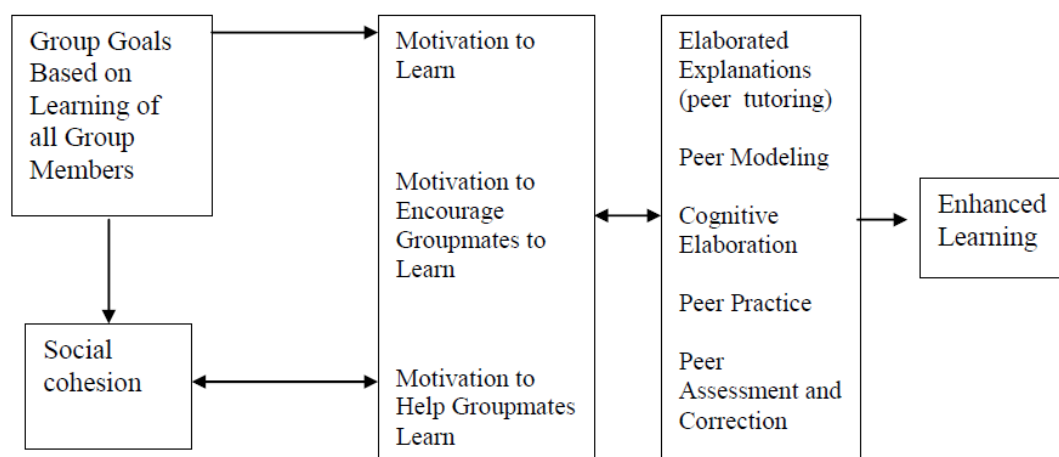 Group Goals
Based on
Learning of
all Group
Members
Social
cohesion
Motivation to
Learn
Motivation to
Encourage
Groupmates to
Learn
Motivation to
Help Groupmates
Learn
Elaborated
Explanations
(peer tutoring)
Peer Modeling
Cognitive
Elaboration
Peer Practice
Peer
Assessment and
Correction
Enhanced
Learning